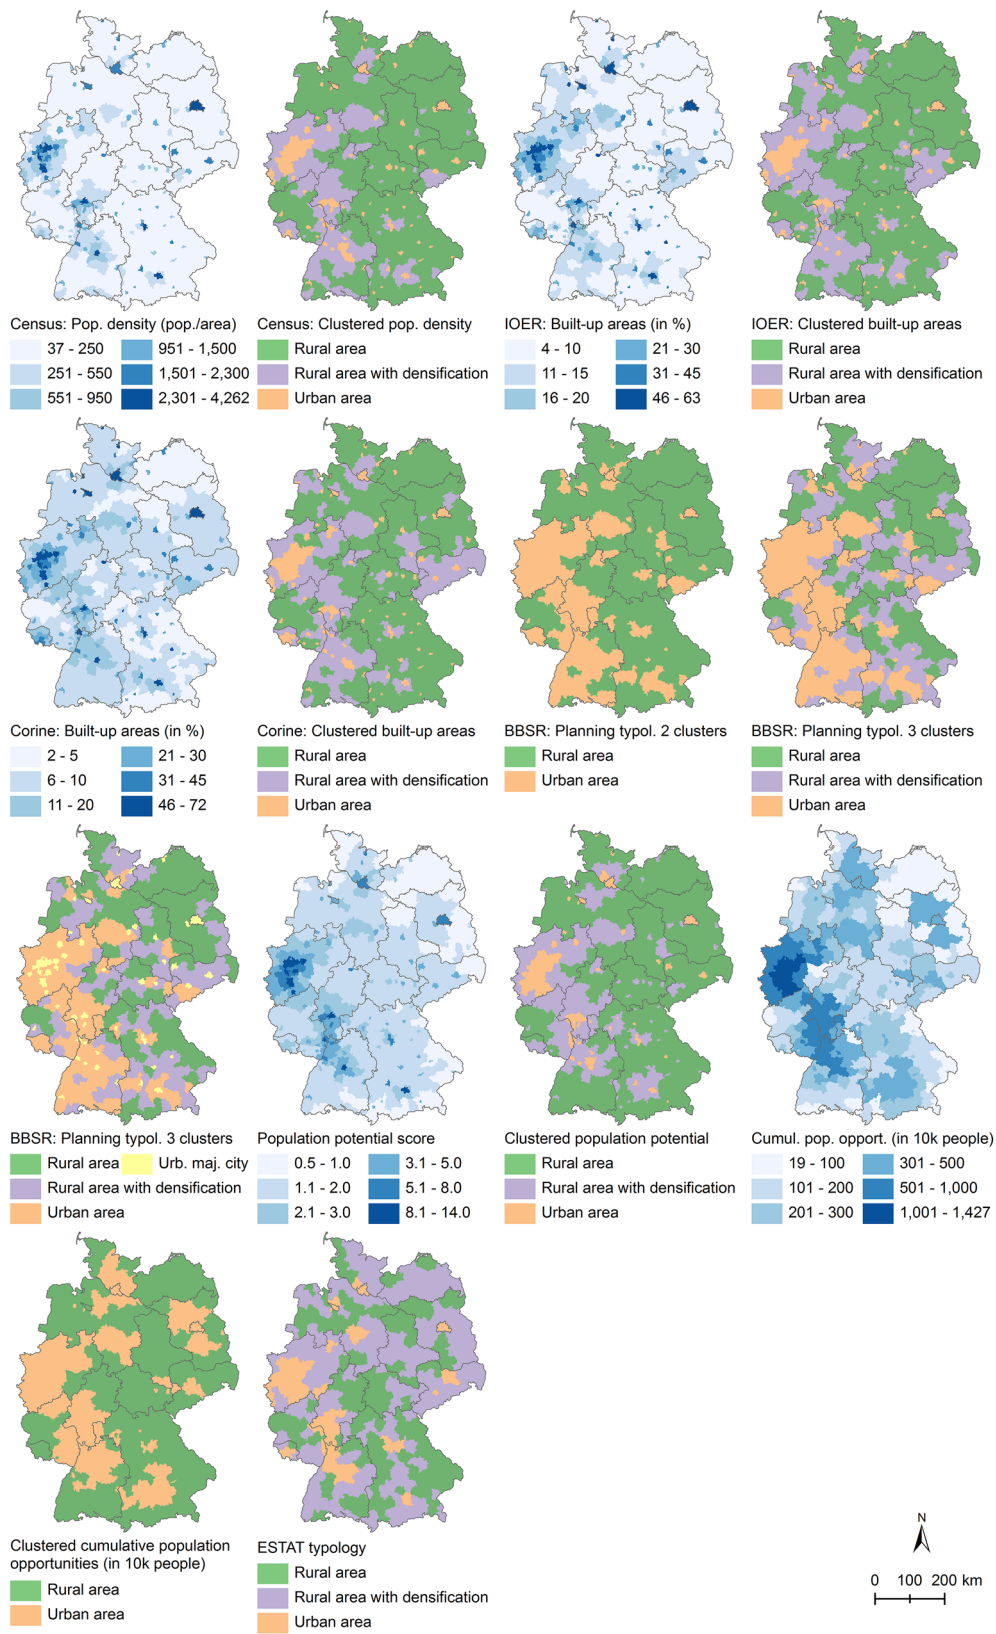 Census: Pop. density (pop./area)
37 - 250
951 - 1,500
251 - 550
1,501 - 2,300
551 - 950
2,301 - 4,262
Census: Clustered pop. density
Rural area
Rural area with densification
Urban area
IOER: Built-up areas (in %)
4 - 10
21 - 30
11 - 15
31 - 45
16 - 20
46 - 63
IOER: Clustered built-up areas
Rural area
Rural area with densification
Urban area
Corine: Built-up areas (in %)
2 - 5
21 - 30
6 - 10
31 - 45
11 - 20
46 - 72
Corine: Clustered built-up areas
Rural area
Rural area with densification
Urban area
BBSR: Planning typol. 2 clusters
Rural area
Urban area
BBSR: Planning typol. 3 clusters
Rural area
Rural area with densification
Urban area
BBSR: Planning typol. 3 clusters
Rural area
Urb. maj. city
Rural area with densification
Urban area
Population potential score
0.5 - 1.0
3.1 - 5.0
1.1 - 2.0
5.1 - 8.0
2.1 - 3.0
8.1 - 14.0
Clustered population potential
Rural area
Rural area with densification
Urban area
Cumul. pop. opport. (in 10k people)
19 - 100
301 - 500
101 - 200
501 - 1,000
201 - 300
1,001 - 1,427
Clustered cumulative population
opportunities (in 10k people)
Rural area
Urban area
ESTAT typology
Rural area
Rural area with densification
Urban area
N
0 100 200 km